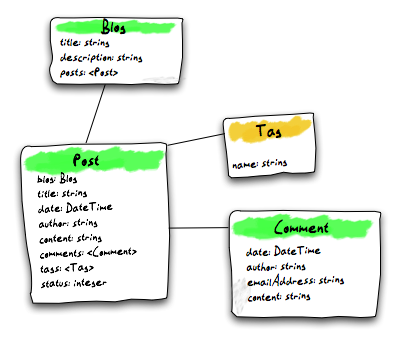 Blog
title: string
description: string
posts: <Post>
Tag
name: string
Post
blog: Blog
title: string
date: DateTime
author: string
content: string
comments: <Comment>
tags: <Tag>
status: integer
Comment
date: DateTime
author: string
emailAddress: string
content: string